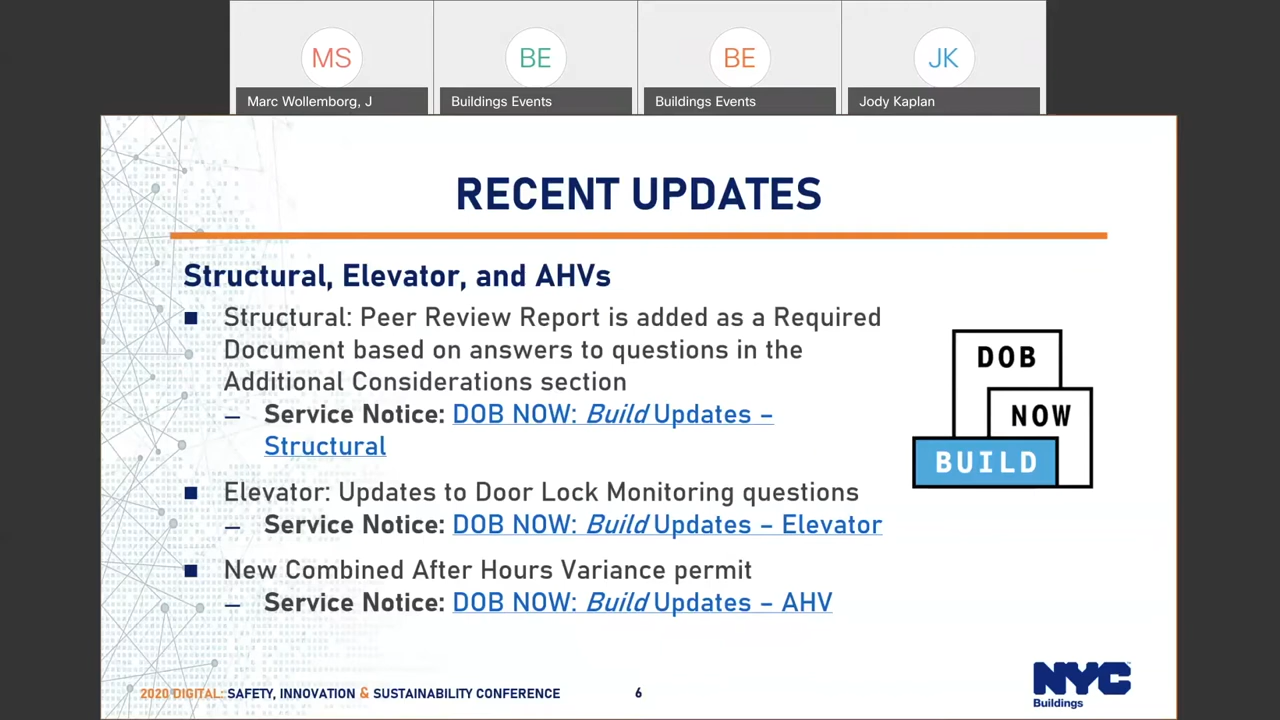 MS
BE
BE
JK
Marc Wollemborg, J
Buildings Events
Buildings Events
Jody Kaplan
RECENT UPDATES
Structural, Elevator, and AHVs
Structural: Peer Review Report is added as a Required
Document based on answers to questions in the
Additional Considerations section
– Service Notice: DOB NOW: Build Updates –
Structural
Elevator: Updates to Door Lock Monitoring questions
– Service Notice: DOB NOW: Build Updates – Elevator
New Combined After Hours Variance permit
– Service Notice: DOB NOW: Build Updates – AHV
DOB
NOW
BUILD
2020 DIGITAL: SAFETY, INNOVATION & SUSTAINABILITY CONFERENCE
6
NYC
Buildings